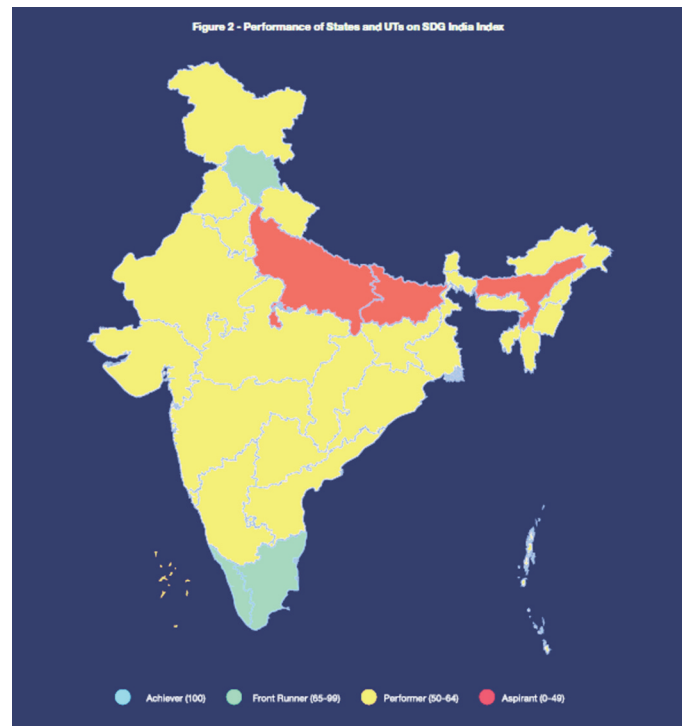 Figure 2 - Performance of States and UTs on SDG India Index
Achiever (100) Front Runner (65-99) Performer (50-64) Aspirant (0-49)